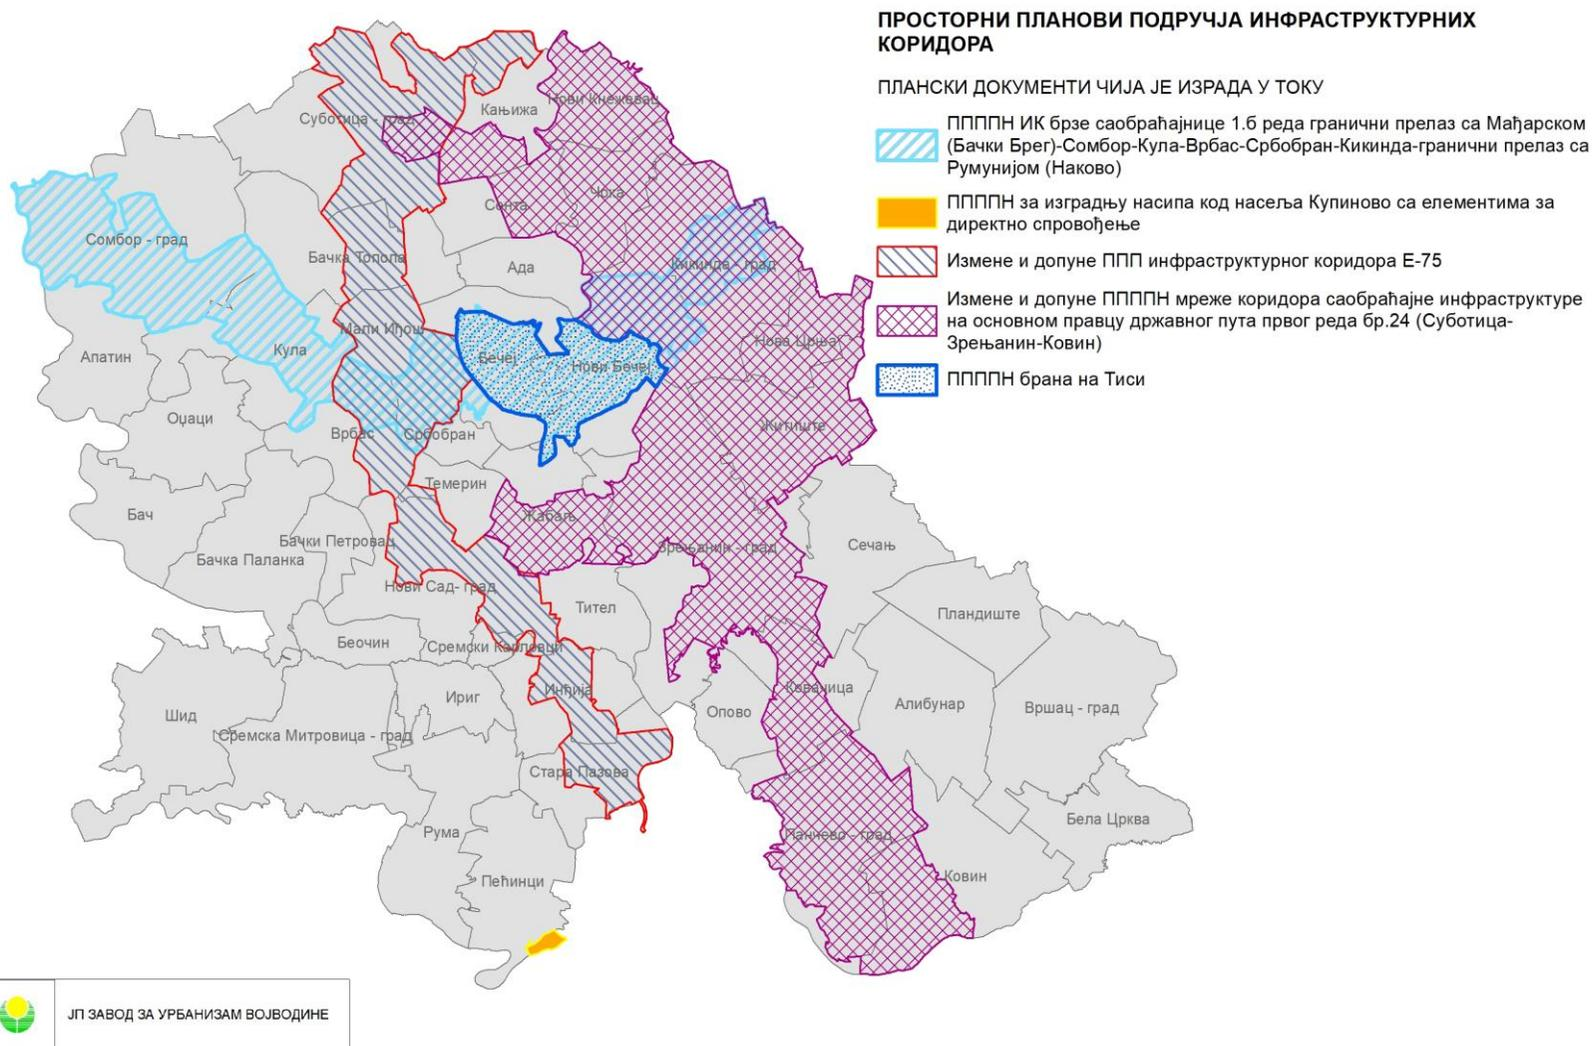 ПРОСТОРНИ ПЛАНОВИ ПОДРУЧЈА ИНФРАСТРУКТУРНИХ
КОРИДОРА
ПЛАНСКИ ДОКУМЕНТИ ЧИЈА ЈЕ ИЗРАДА У ТОКУ
ППППН ИК брзе саобраћајнице 1.б реда гранични прелаз са Мађарском
(Бачки Брег)-Сомбор-Кула-Врбас-Србобран-Кикинда-гранични прелаз са
Румунијом (Наково)
ППППН за изградњу насипа код насеља Купиново са елементима за
директно спровођење
Измене и допуне ППП инфраструктурног коридора Е-75
Измене и допуне ППППН мреже коридора саобраћајне инфраструктуре
на основном правцу државног пута првог реда бр.24 (Суботица-
Зрењанин-Ковин)
ППППН брана на Тиси
Нови Кнежевац
Кањижа
Суботица - град
Чока
Сента
Сомбор - град
Бачка Топола
Ада
Кикинда - град
Мали Иђош
Нова Црња
Кула
Апатин
Бечеј
Нови Бечеј
Оџаци
Житиште
Врбас
Србобран
Темерин
Бач
Жабаљ
Бачки Петровац
Зрењанин - град
Сечањ
Бачка Паланка
Нови Сад- град
Тител
Пландиште
Беочин
Сремски Карловци
Ковачица
Инђија
Ириг
Алибунар
Вршац - град
Опово
Шид
Сремска Митровица - град
Стара Пазова
Бела Црква
Рума
Панчево - град
Ковин
Пећинци
ЈП ЗАВОД ЗА УРБАНИЗАМ ВОЈВОДИНЕ